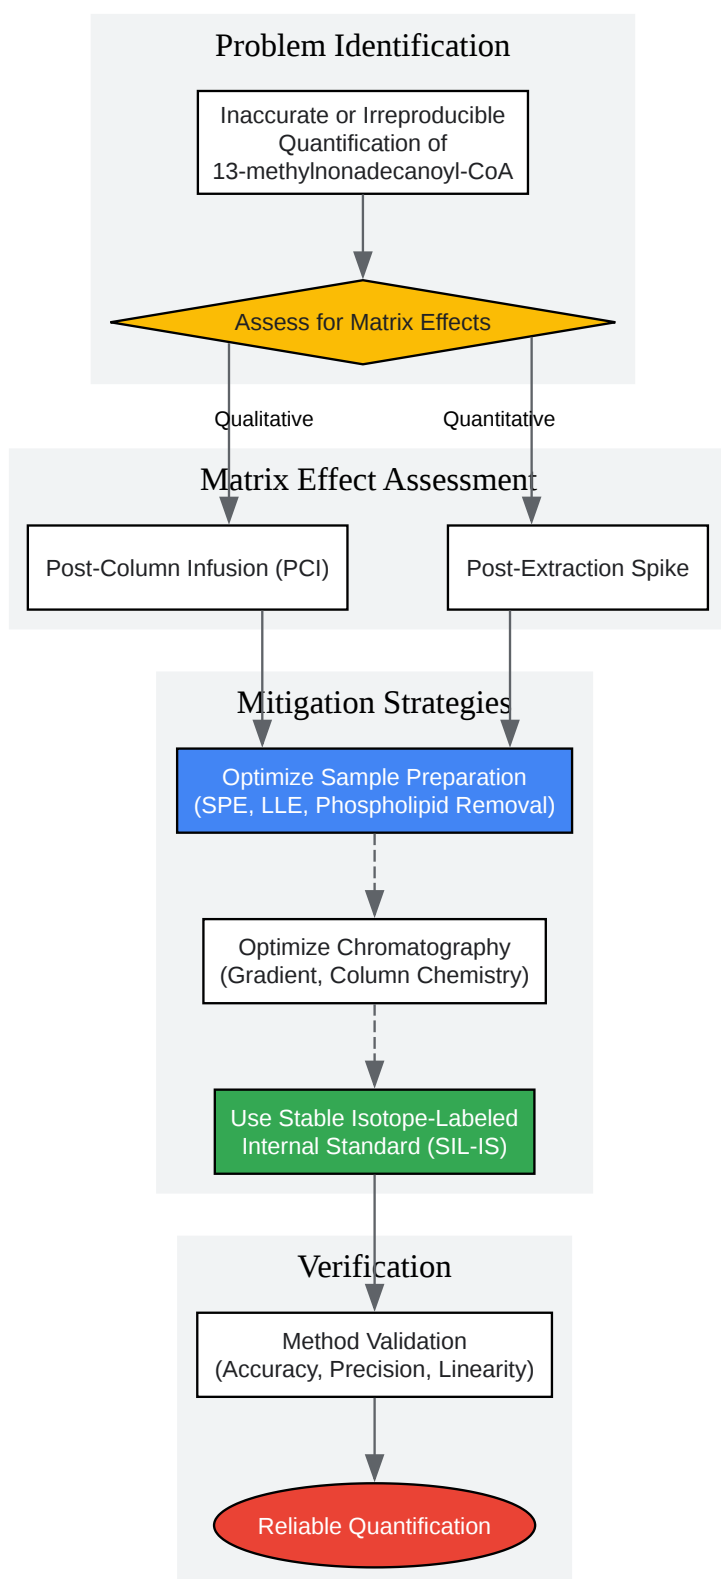 Problem Identification
Inaccurate or Irreproducible
Quantification of
13-methylnonadecanoyl-CoA
Assess for Matrix Effects
Qualitative
Quantitative
Matrix Effect Assessment
Post-Column Infusion (PCI)
Post-Extraction Spike
Mitigation Strategies
Optimize Sample Preparation
(SPE, LLE, Phospholipid Removal)
Optimize Chromatography
(Gradient, Column Chemistry)
Use Stable Isotope-Labeled
Internal Standard (SIL-IS)
Verification
Method Validation
(Accuracy, Precision, Linearity)
Reliable Quantification